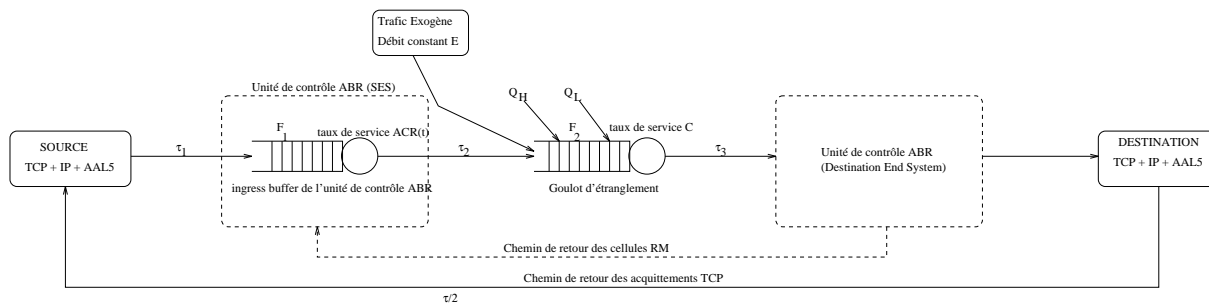 Trafic Exogène
Débit constant E
Unité de contrôle ABR (SES)
Q_H
Q_L
SOURCE
TCP + IP + AAL5
τ_1
F_1
taux de service ACR(t)
ingress buffer de l'unité de contrôle ABR
τ_2
F_2
taux de service C
Goulot d'étranglement
τ_3
Unité de contrôle ABR
(Destination End System)
DESTINATION
TCP + IP + AAL5
Chemin de retour des cellules RM
Chemin de retour des acquittements TCP
τ/2